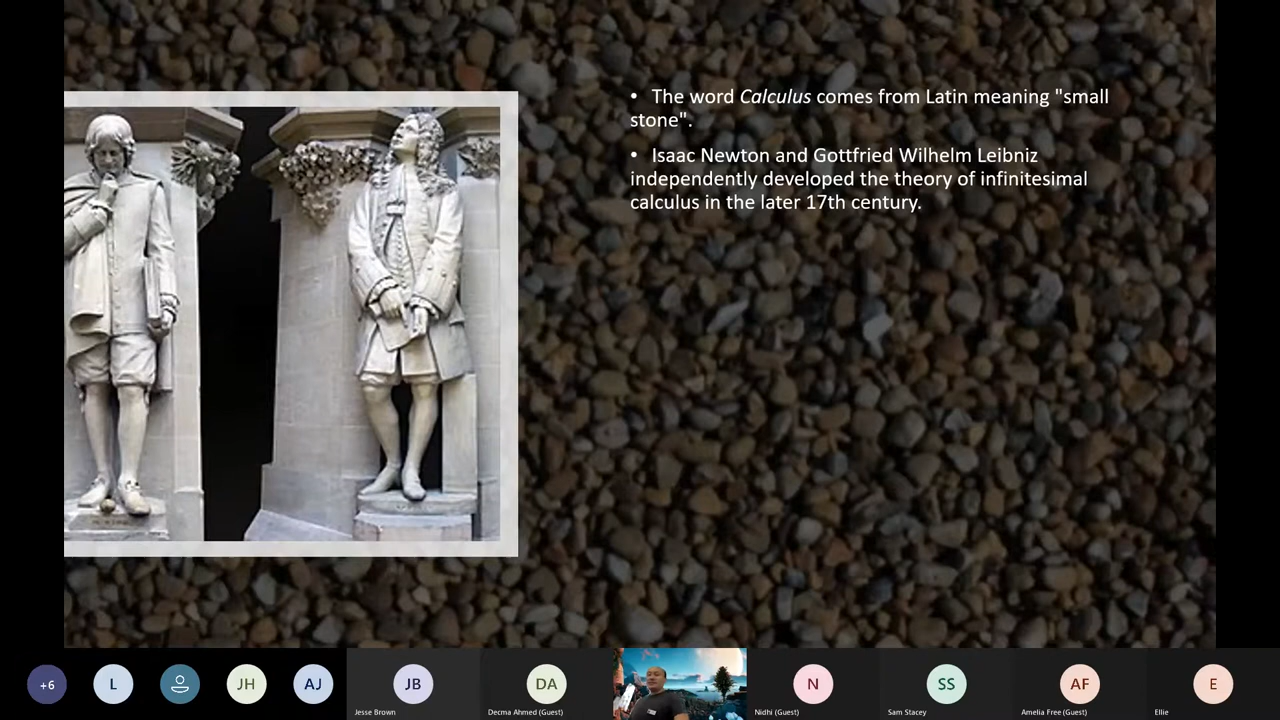 • The word Calculus comes from Latin meaning "small
stone".
• Isaac Newton and Gottfried Wilhelm Leibniz
independently developed the theory of infinitesimal
calculus in the later 17th century.
+6
L
JH
AJ
JB
DA
N
SS
AF
E
Jesse Brown
Decma Ahmed (Guest)
Nidhi (Guest)
Sam Stacey
Amelia Free (Guest)
Ellie